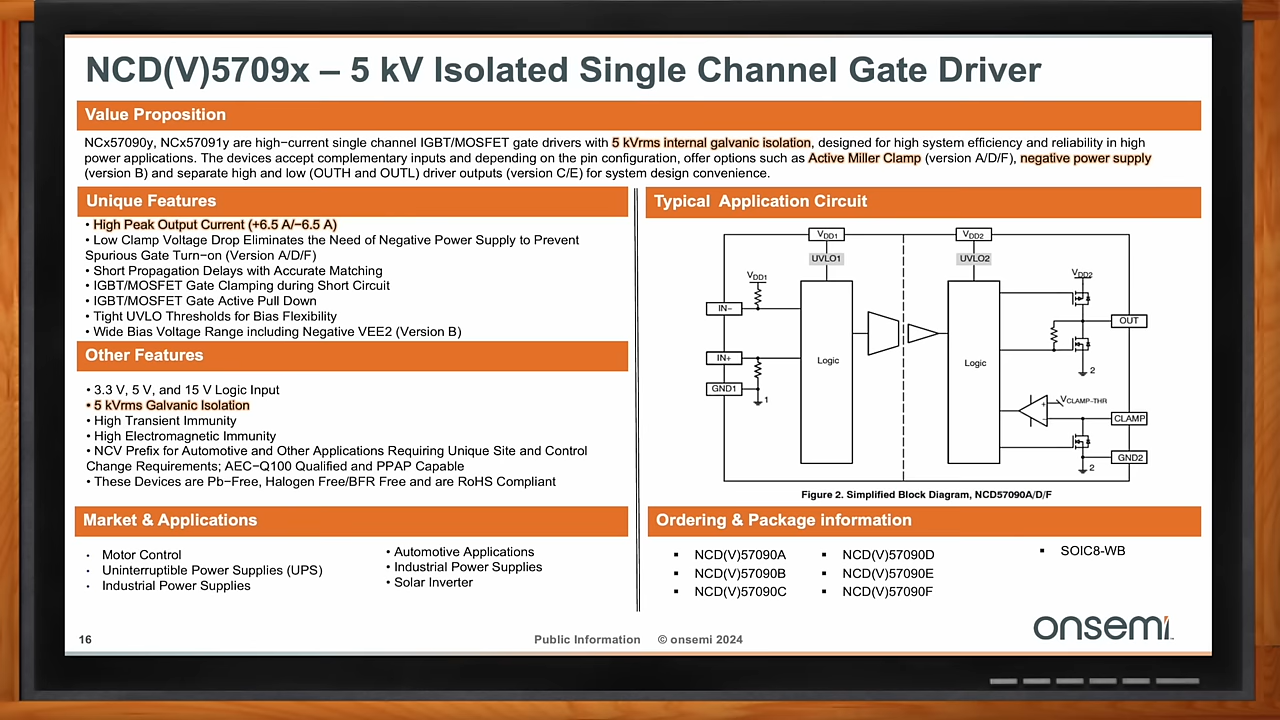 NCD(V)5709x – 5 kV Isolated Single Channel Gate Driver
Value Proposition
NCx57090y, NCx57091y are high−current single channel IGBT/MOSFET gate drivers with 5 kVrms internal galvanic isolation, designed for high system efficiency and reliability in high
power applications. The devices accept complementary inputs and depending on the pin configuration, offer options such as Active Miller Clamp (version A/D/F), negative power supply
(version B) and separate high and low (OUTH and OUTL) driver outputs (version C/E) for system design convenience.
Unique Features
• High Peak Output Current (+6.5 A/−6.5 A)
• Low Clamp Voltage Drop Eliminates the Need of Negative Power Supply to Prevent
Spurious Gate Turn−on (Version A/D/F)
• Short Propagation Delays with Accurate Matching
• IGBT/MOSFET Gate Clamping during Short Circuit
• IGBT/MOSFET Gate Active Pull Down
• Tight UVLO Thresholds for Bias Flexibility
• Wide Bias Voltage Range including Negative VEE2 (Version B)
Other Features
• 3.3 V, 5 V, and 15 V Logic Input
• 5 kVrms Galvanic Isolation
• High Transient Immunity
• High Electromagnetic Immunity
• NCV Prefix for Automotive and Other Applications Requiring Unique Site and Control
Change Requirements; AEC−Q100 Qualified and PPAP Capable
• These Devices are Pb−Free, Halogen Free/BFR Free and are RoHS Compliant
Market & Applications
• Motor Control
• Uninterruptible Power Supplies (UPS)
• Industrial Power Supplies
• Automotive Applications
• Industrial Power Supplies
• Solar Inverter
Typical Application Circuit
VDD1
VDD2
UVLO1
UVLO2
VDD1
VDD2
IN−
OUT
IN+
Logic
Logic
2
GND1
1
VCLAMP-THR
+
−
CLAMP
GND2
2
Figure 2. Simplified Block Diagram, NCD57090A/D/F
Ordering & Package information
▪ NCD(V)57090A
▪ NCD(V)57090B
▪ NCD(V)57090C
▪ NCD(V)57090D
▪ NCD(V)57090E
▪ NCD(V)57090F
▪ SOIC8-WB
16
Public Information © onsemi 2024
onsemi